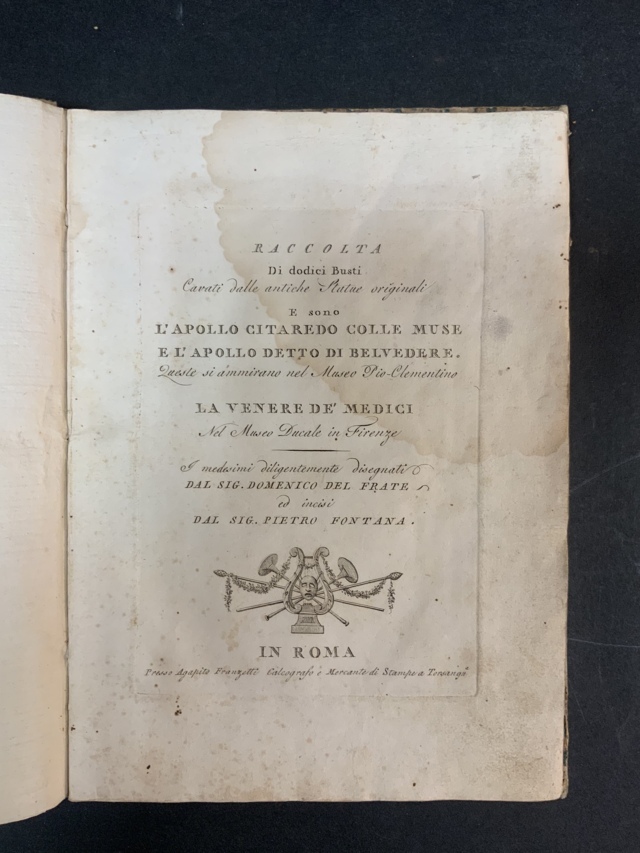 RACCOLTA
Di dodici Busti
Cavati dalle antiche Statue originali
E sono
L'APOLLO CITAREDO COLLE MUSE
E L'APOLLO DETTO DI BELVEDERE.
Queste si ammirano nel Museo Pio-Clementino
LA VENERE DE' MEDICI
Nel Museo Ducale in Firenze
I medesimi diligentemente disegnati
DAL SIG. DOMENICO DEL FRATE
ed incisi
DAL SIG. PIETRO FONTANA.
IN ROMA
Presso Agapito Franzetti Calcografo e Mercante di Stampe a Torsanga